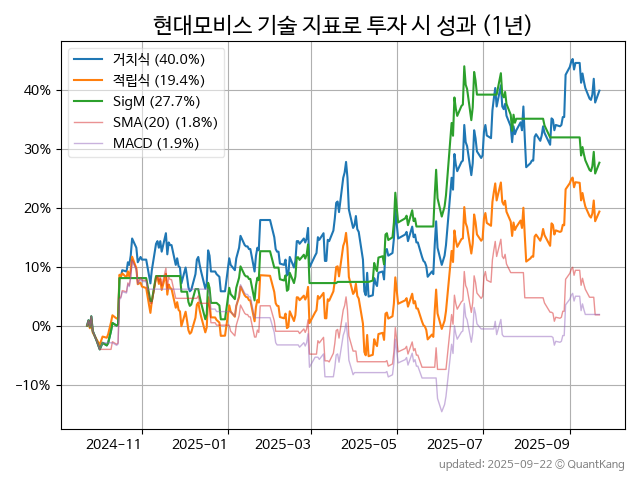 현대모비스 기술 지표로 투자 시 성과 (1년)
거치식 (40.0%)
적립식 (19.4%)
SigM (27.7%)
SMA(20) (1.8%)
MACD (1.9%)
40%
30%
20%
10%
0%
−10%
2024-11
2025-01
2025-03
2025-05
2025-07
2025-09
updated: 2025-09-22 © QuantKang